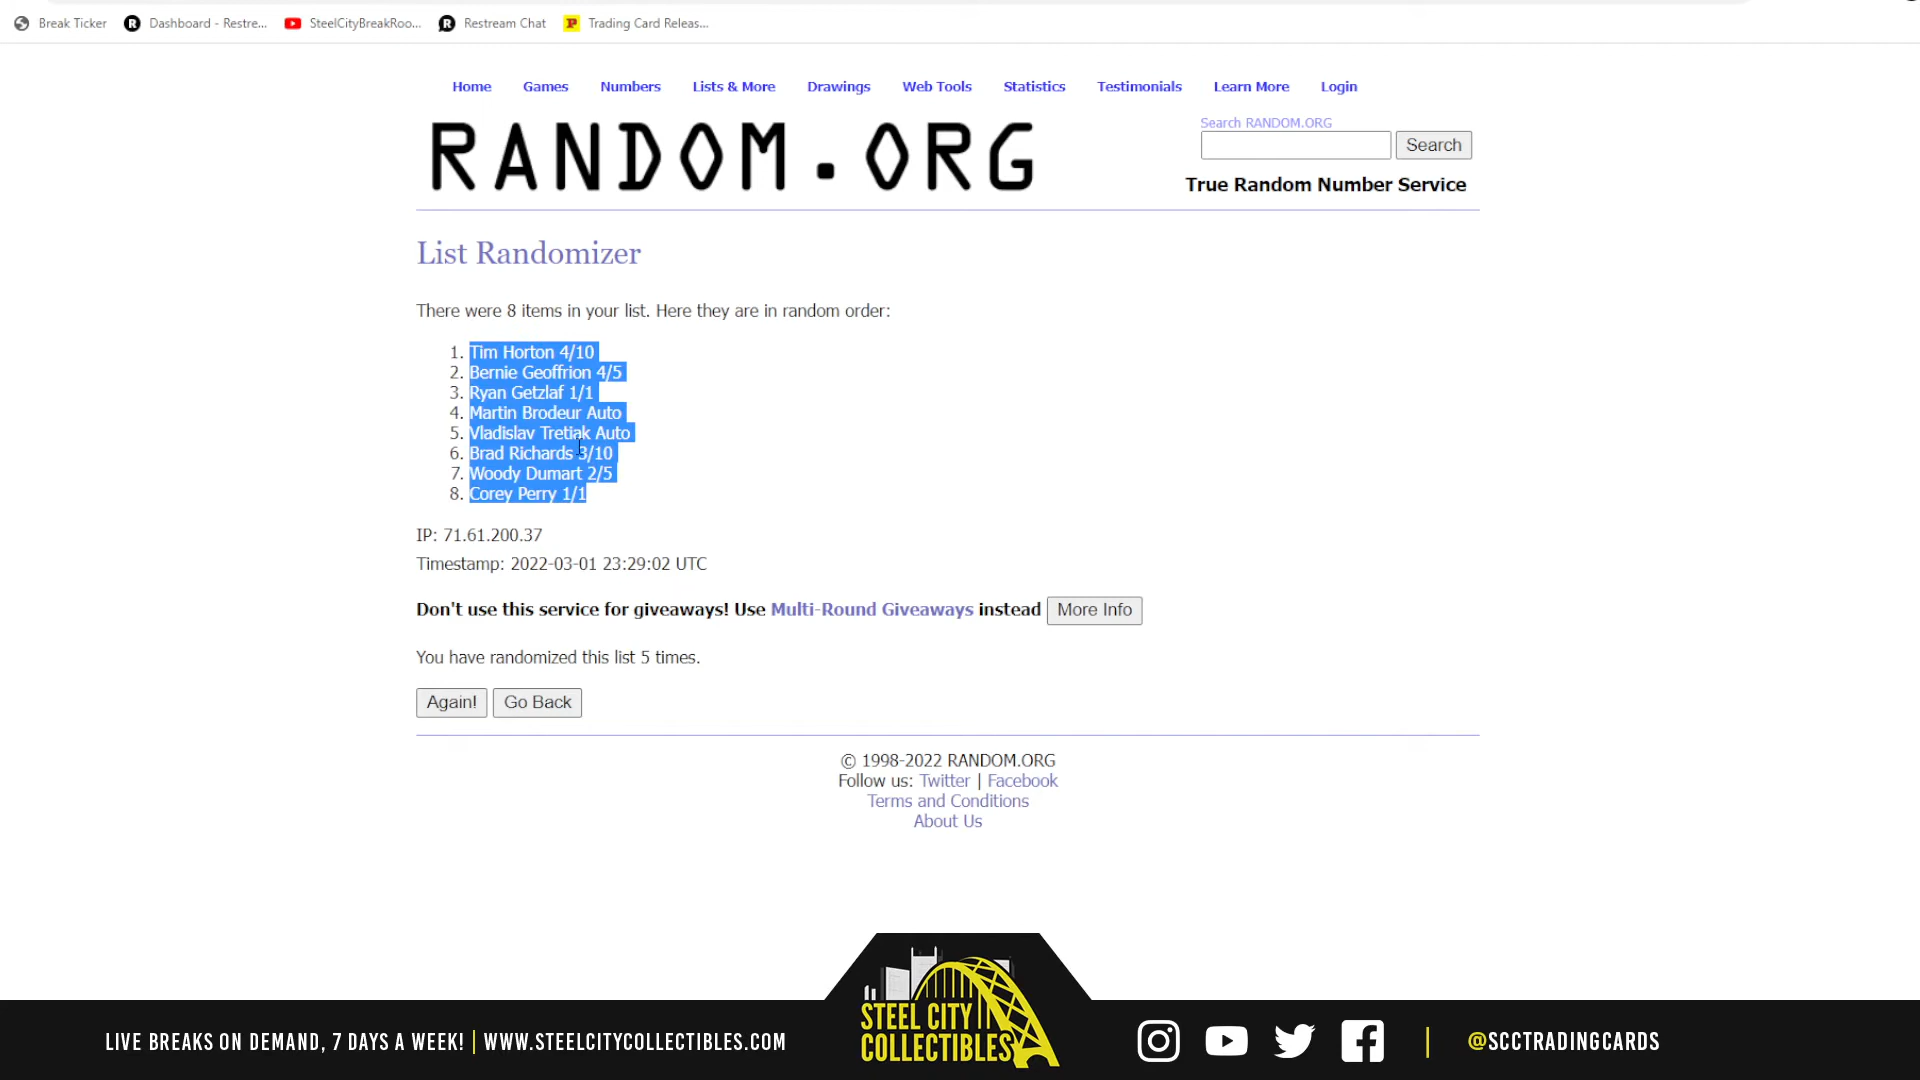 Break Ticker Dashboard - Restre... SteelCityBreakRoo... Restream Chat Trading Card Releas...
Home Games Numbers Lists & More Drawings Web Tools Statistics Testimonials Learn More Login
RANDOM.ORG
Search RANDOM.ORG
Search
True Random Number Service
List Randomizer
There were 8 items in your list. Here they are in random order:
1. Tim Horton 4/10
2. Bernie Geoffrion 4/5
3. Ryan Getzlaf 1/1
4. Martin Brodeur Auto
5. Vladislav Tretiak Auto
6. Brad Richards 3/10
7. Woody Dumart 2/5
8. Corey Perry 1/1
IP: 71.61.200.37
Timestamp: 2022-03-01 23:29:02 UTC
Don't use this service for giveaways! Use Multi-Round Giveaways instead More Info
You have randomized this list 5 times.
Again! Go Back
© 1998-2022 RANDOM.ORG
Follow us: Twitter | Facebook
Terms and Conditions
About Us
LIVE BREAKS ON DEMAND, 7 DAYS A WEEK! | WWW.STEELCITYCOLLECTIBLES.COM
STEEL CITY
COLLECTIBLES
| @SCCTRADINGCARDS